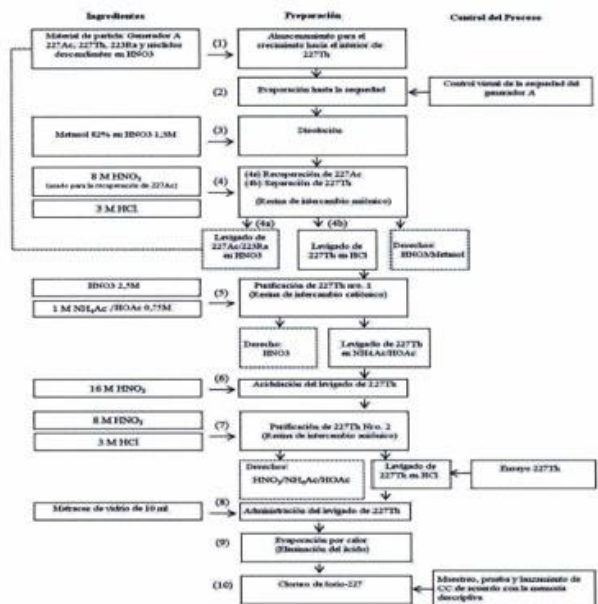 Ingredientes
Preparación
Control del Proceso
Material de partida: Generador A
227Ac, 227Th, 223Ra y núclidos
descendientes en HNO3
(1)
Almacenamiento para el
crecimiento hacia el interior de
227Th
(2)
Evaporación hasta la sequedad
Control visual de la sequedad del
generador A
Metanol 82% en HNO3 1,5M
(3)
Disolución
8 M HNO3
(usado para la recuperación de 227Ac)
3 M HCl
(4)
(4a) Recuperación de 227Ac
(4b) Separación de 227Th
(Resina de intercambio aniónico)
(4a)
(4b)
Levigado de
227Ac/223Ra
en HNO3
Levigado de
227Th en HCl
Derechos:
HNO3/Metanol
HNO3 2,5M
1 M NH4Ac /HOAc 0,75M
(5)
Purificación de 227Th nro. 1
(Resina de intercambio catiónico)
Derecho:
HNO3
Levigado de 227Th
en NH4Ac/HOAc
16 M HNO3
(6)
Acidulación del levigado de 227Th
8 M HNO3
3 M HCl
(7)
Purificación de 227Th Nro. 2
(Resina de intercambio aniónico)
Derechos:
HNO3/NH4Ac/HOAc
Levigado de
227Th en HCl
Ensayo 227Th
Matraces de vidrio de 10 ml
(8)
Administración del levigado de 227Th
(9)
Evaporación por calor
(Eliminación del ácido)
(10)
Cloruro de torio-227
Muestreo, prueba y lanzamiento de
CC de acuerdo con la memoria
descriptiva